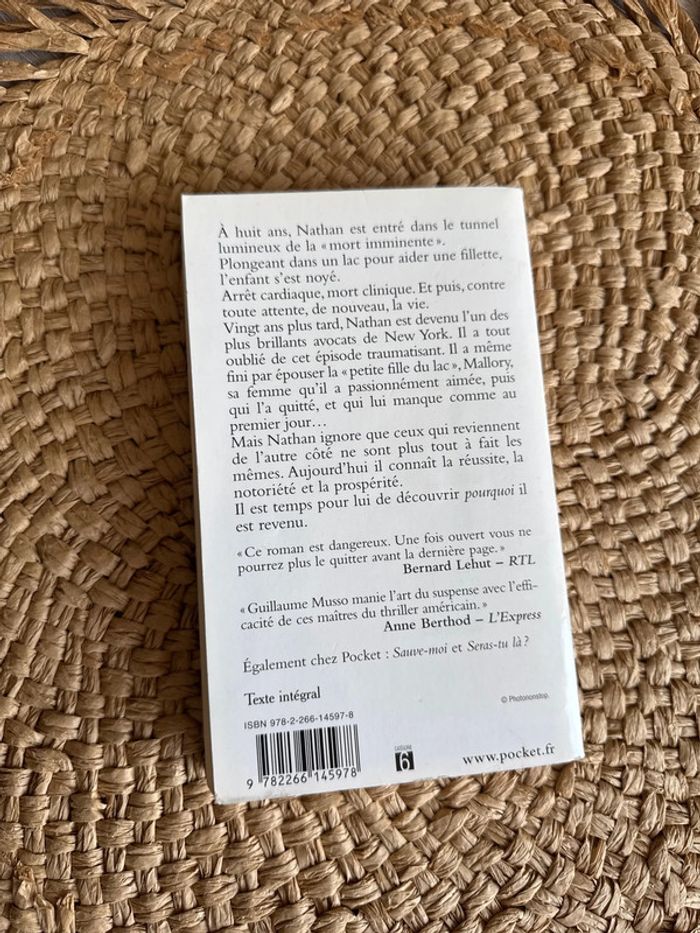 À huit ans, Nathan est entré dans le tunnel
lumineux de la « mort imminente ».
Plongeant dans un lac pour aider une fillette,
l'enfant s'est noyé.
Arrêt cardiaque, mort clinique. Et puis, contre
toute attente, de nouveau, la vie.
Vingt ans plus tard, Nathan est devenu l'un des
plus brillants avocats de New York. Il a tout
oublié de cet épisode traumatisant. Il a même
fini par épouser la « petite fille du lac », Mallory,
sa femme qu'il a passionnément aimée, puis
qui l'a quitté, et qui lui manque comme au
premier jour…
Mais Nathan ignore que ceux qui reviennent
de l'autre côté ne sont plus tout à fait les
mêmes. Aujourd'hui il connaît la réussite, la
notoriété et la prospérité.
Il est temps pour lui de découvrir pourquoi il
est revenu.
« Ce roman est dangereux. Une fois ouvert vous ne
pourrez plus le quitter avant la dernière page. »
Bernard Lehut – RTL
« Guillaume Musso manie l'art du suspense avec l'effi-
cacité de ces maîtres du thriller américain. »
Anne Berthod – L'Express
Également chez Pocket : Sauve-moi et Seras-tu là ?
Texte intégral
© Photononstop.
ISBN 978-2-266-14597-8
9 782266 145978
CATÉGORIE
6
www.pocket.fr